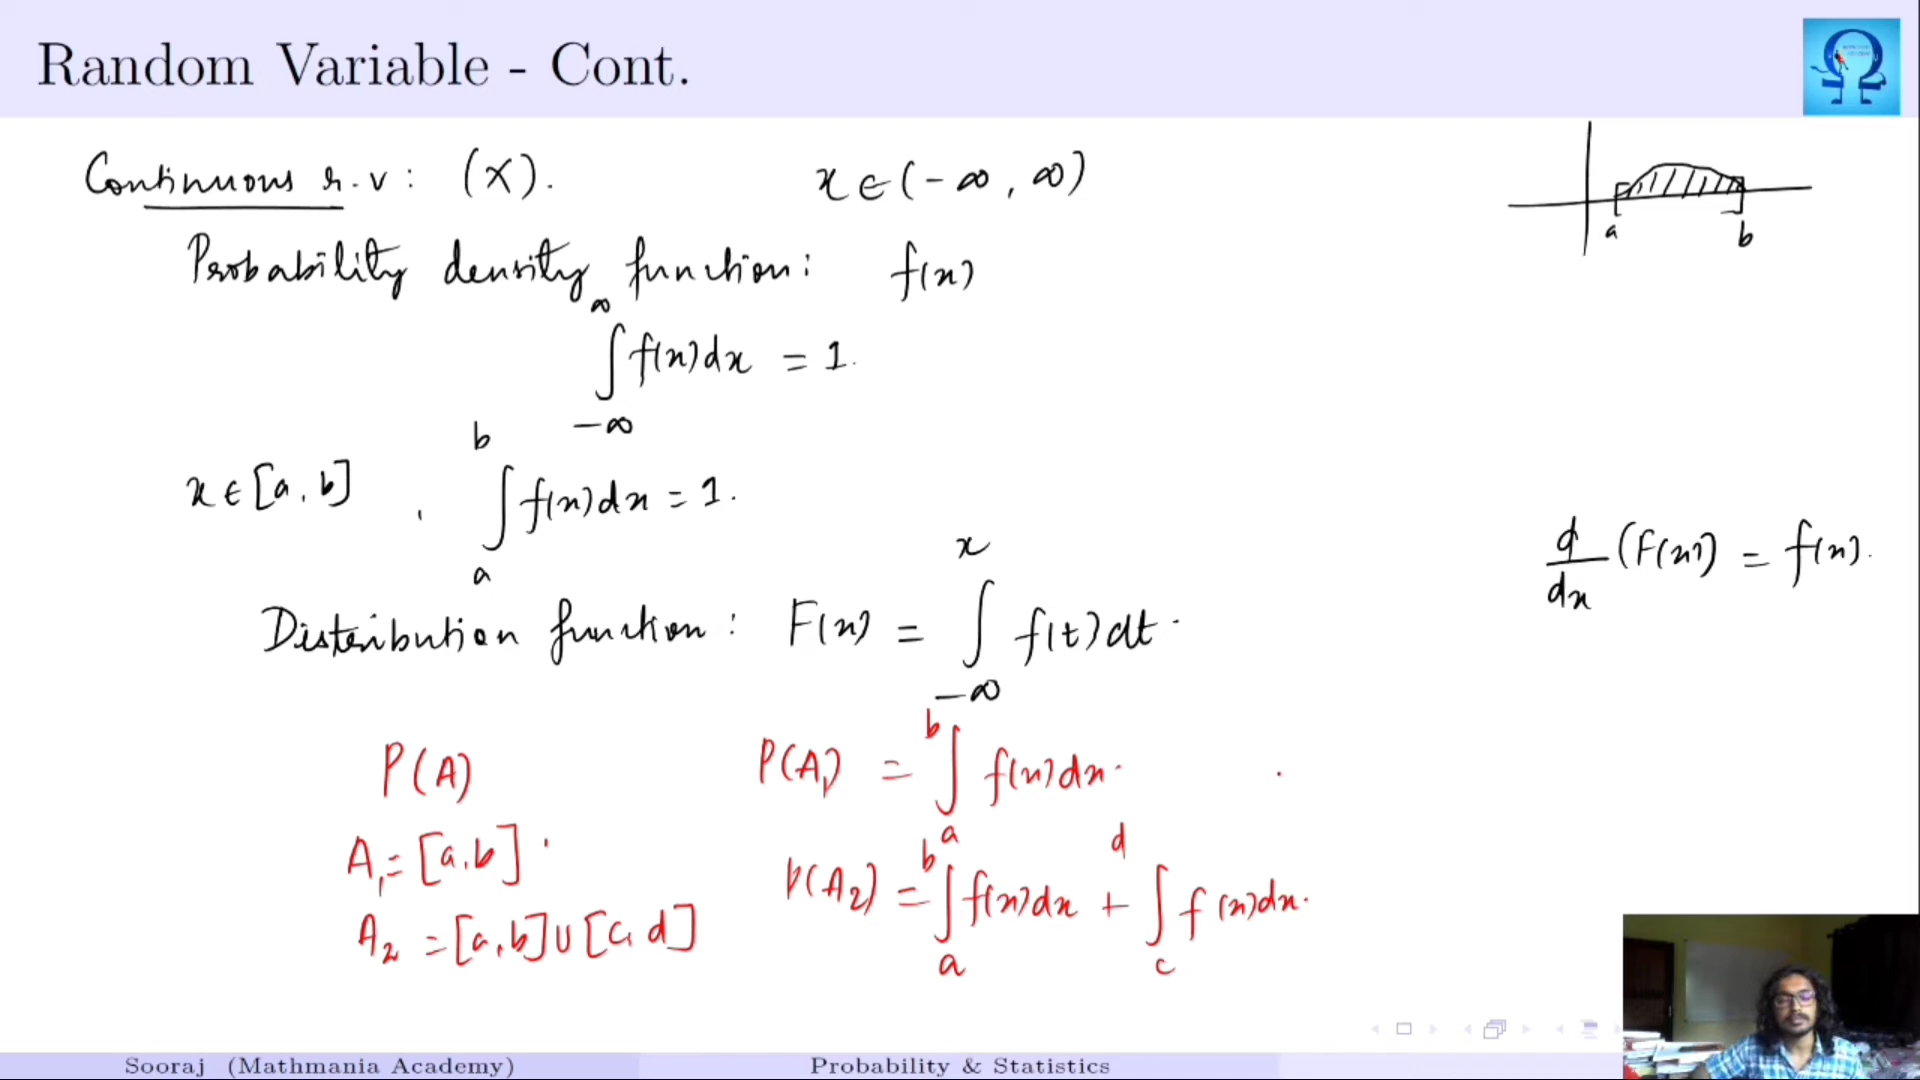 Random Variable - Cont.
Continuous r.v : (X). x ∈ (-∞, ∞)
a b
Probability density function: f(x)
∫_{-∞}^{∞} f(x)dx = 1.
x ∈ [a, b] , ∫_{a}^{b} f(x)dx = 1.
d/dx (F(x)) = f(x).
Distribution function : F(x) = ∫_{-∞}^{x} f(t)dt.
P(A) P(A₁) = ∫_{a}^{b} f(x)dx.
A₁ = [a,b]
P(A₂) = ∫_{a}^{b} f(x)dx + ∫_{c}^{d} f(x)dx.
A₂ = [a,b] ∪ [c, d]
Sooraj (Mathmania Academy) Probability & Statistics